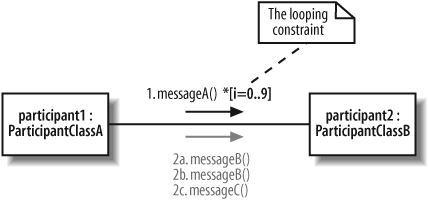 The looping
constraint
1. messageA() *[i=0..9]
participant1 :
ParticipantClassA
participant2 :
ParticipantClassB
2a. messageB()
2b. messageB()
2c. messageC()